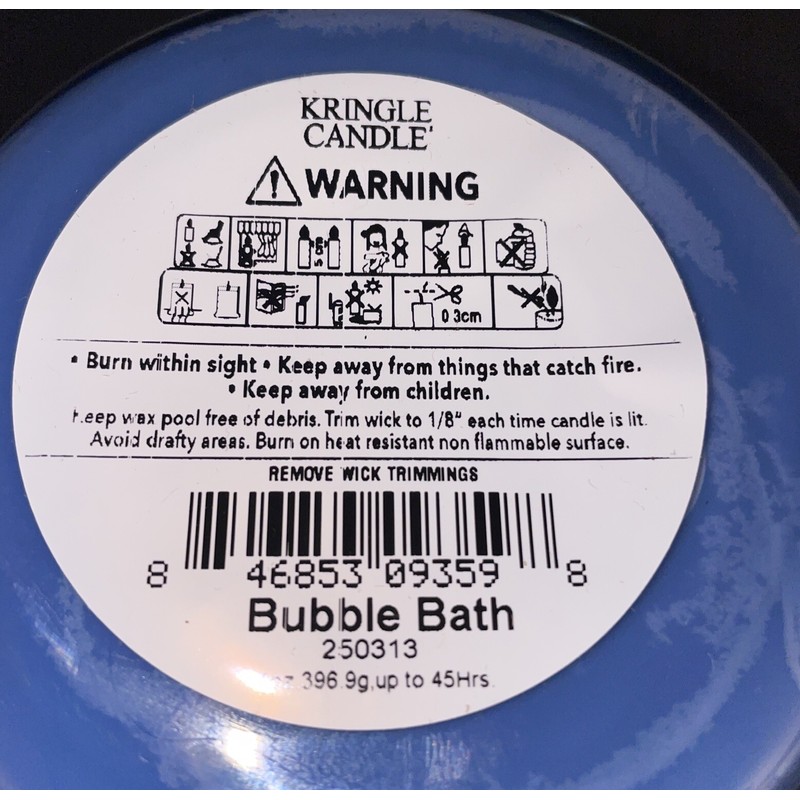 KRINGLE
CANDLE
WARNING
0.3cm
• Burn within sight • Keep away from things that catch fire.
• Keep away from children.
Keep wax pool free of debris. Trim wick to 1/8" each time candle is lit.
Avoid drafty areas. Burn on heat resistant non flammable surface.
REMOVE WICK TRIMMINGS
8 46853 09359 8
Bubble Bath
250313
oz 396.9g,up to 45Hrs.